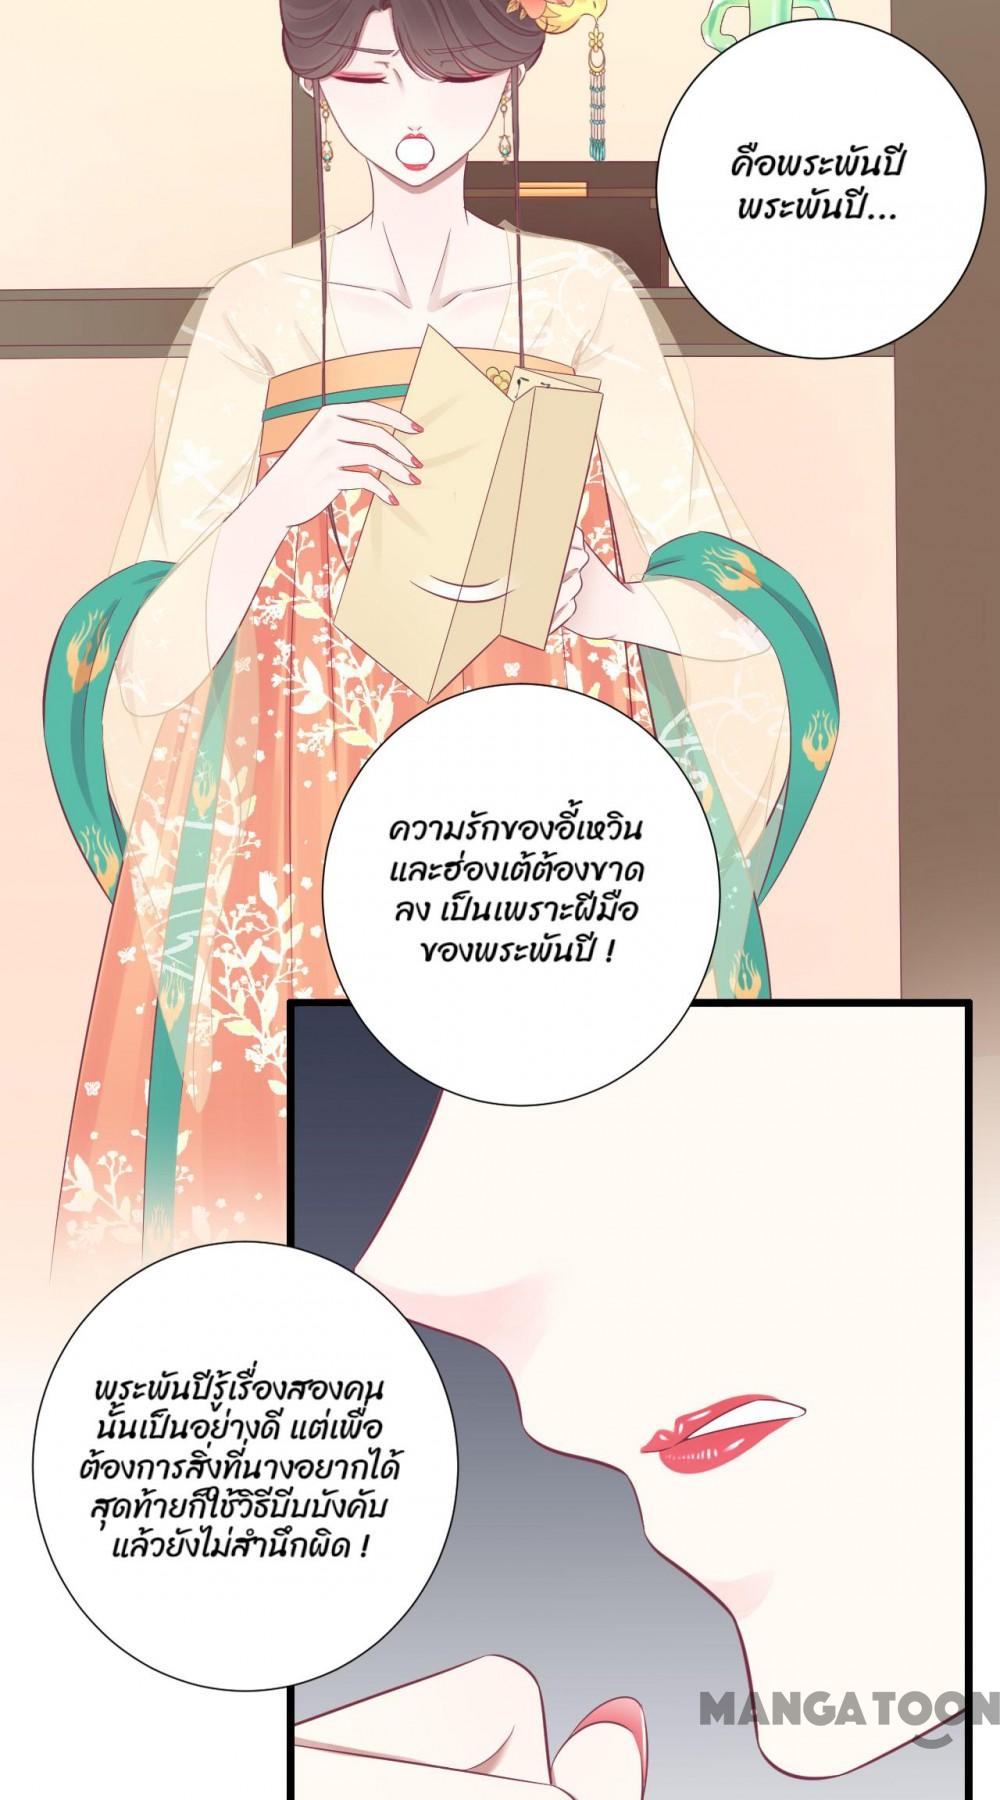 คือพระพันปี
พระพันปี...
ความรักของอี้เหวิน
และฮ่องเต้ต้องขาด
ลง เป็นเพราะฝีมือ
ของพระพันปี !
พระพันปีรู้เรื่องสองคน
นั้นเป็นอย่างดี แต่เพื่อ
ต้องการสิ่งที่นางอยากได้
สุดท้ายก็ใช้วิธีบีบบังคับ
แล้วยังไม่สำนึกผิด !
MANGATOON